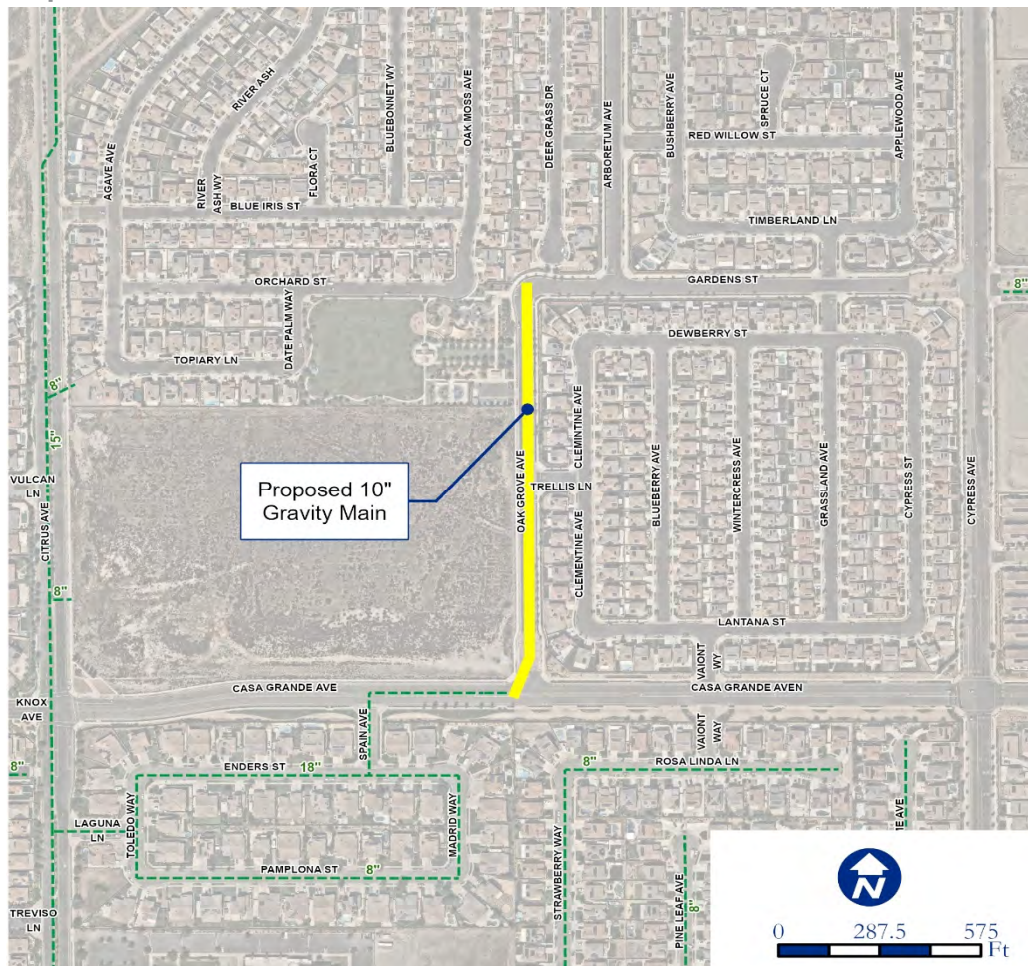 RIVER ASH
BLUEBONNET WY
OAK MOSS AVE
DEER GRASS DR
ARBORETUM AVE
BUSHBERRY AVE
SPRUCE CT
APPLEWOOD AVE
RED WILLOW ST
AGAVE AVE
RIVER
ASH WY
FLORA CT
BLUE IRIS ST
TIMBERLAND LN
ORCHARD ST
GARDENS ST
8"
DATE PALM WAY
DEWBERRY ST
TOPIARY LN
8"
15"
CLEMINTINE AVE
Proposed 10"
Gravity Main
VULCAN
LN
CITRUS AVE
OAK GROVE AVE
TRELLIS LN
BLUEBERRY AVE
WINTERCRESS AVE
GRASSLAND AVE
CYPRESS ST
CYPRESS AVE
CLEMENTINE AVE
8"
LANTANA ST
VAIONT
WY
CASA GRANDE AVE
CASA GRANDE AVEN
KNOX
AVE
SPAIN AVE
VAIONT
WAY
8"
ENDERS ST
18"
8"
ROSA LINDA LN
LAGUNA
LN
TOLEDO WAY
MADRID WAY
PAMPLONA ST
8"
STRAWBERRY WAY
PINE LEAF AVE
8"
ME AVE
TREVISO
LN
N
0 287.5 575
Ft